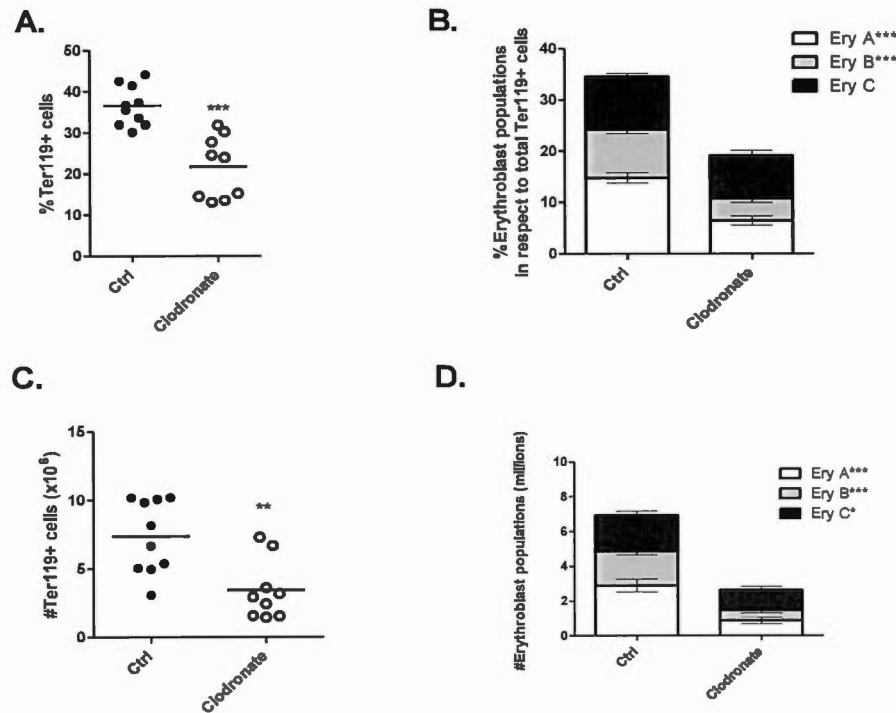 A.
%Ter119+ cells
50
40
30
20
10
0
***
Ctrl
Clodronate
B.
%Erythroblast populations
in respect to total Ter119+ cells
40
30
20
10
0
Ery A***
Ery B***
Ery C
Ctrl
Clodronate
C.
#Ter119+ cells (x10⁶)
15
10
5
0
**
Ctrl
Clodronate
D.
#Erythroblast populations (millions)
10
8
6
4
2
0
Ery A***
Ery B***
Ery C*
Ctrl
Clodronate